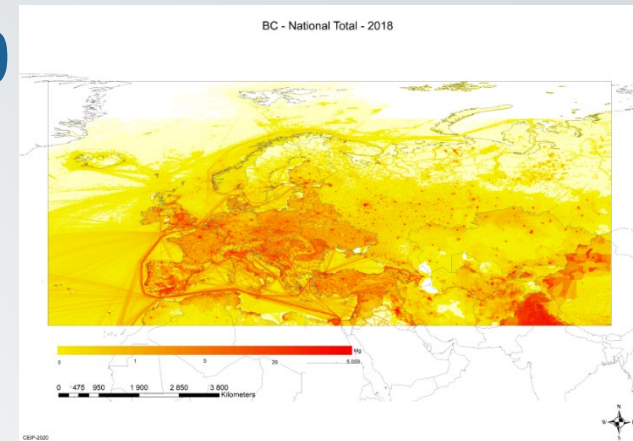 BC - National Total - 2018
Mg
0 1 5 25 5.000
0 475 950 1 900 2 850 3 800
Kilometers
N
W E
S
CEIP-2020